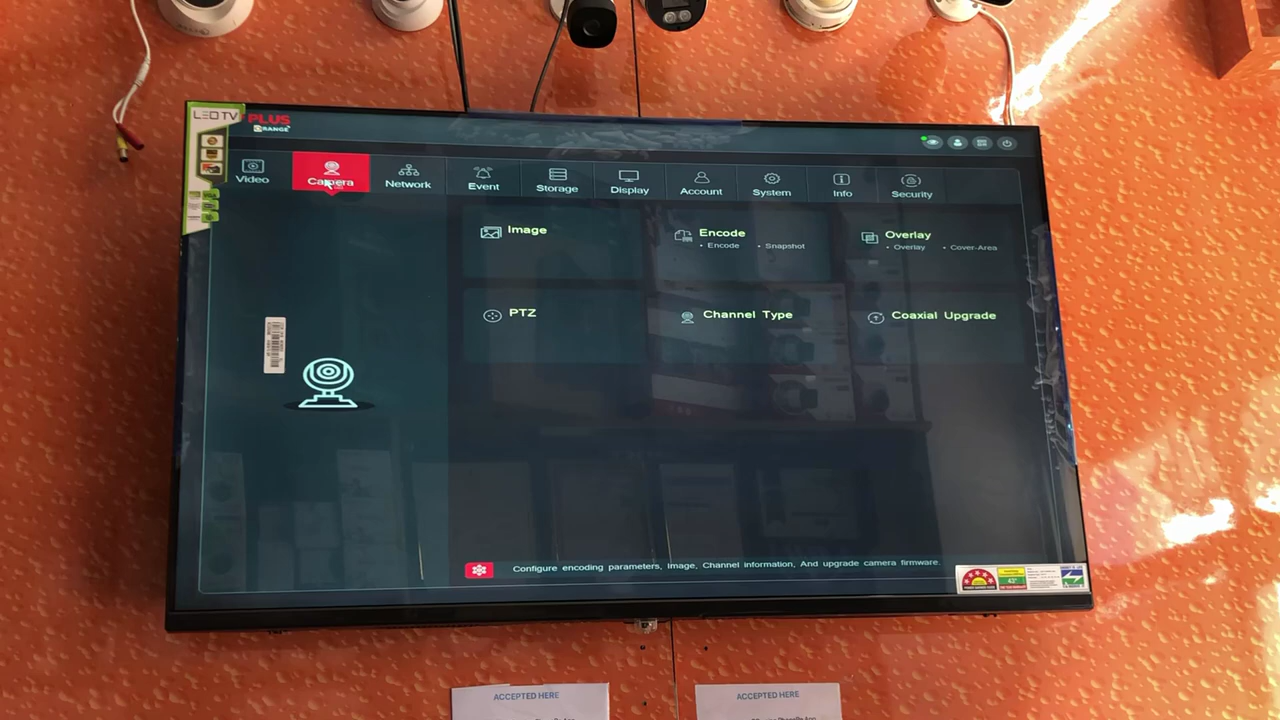 LED TV
PLUS
ORANGE
Video
Camera
Network
Event
Storage
Display
Account
System
Info
Security
Image
Encode
• Encode • Snapshot
Overlay
• Overlay • Cover-Area
PTZ
Channel Type
Coaxial Upgrade
Configure encoding parameters, Image, Channel information, And upgrade camera firmware.
43"
ACCEPTED HERE
ACCEPTED HERE